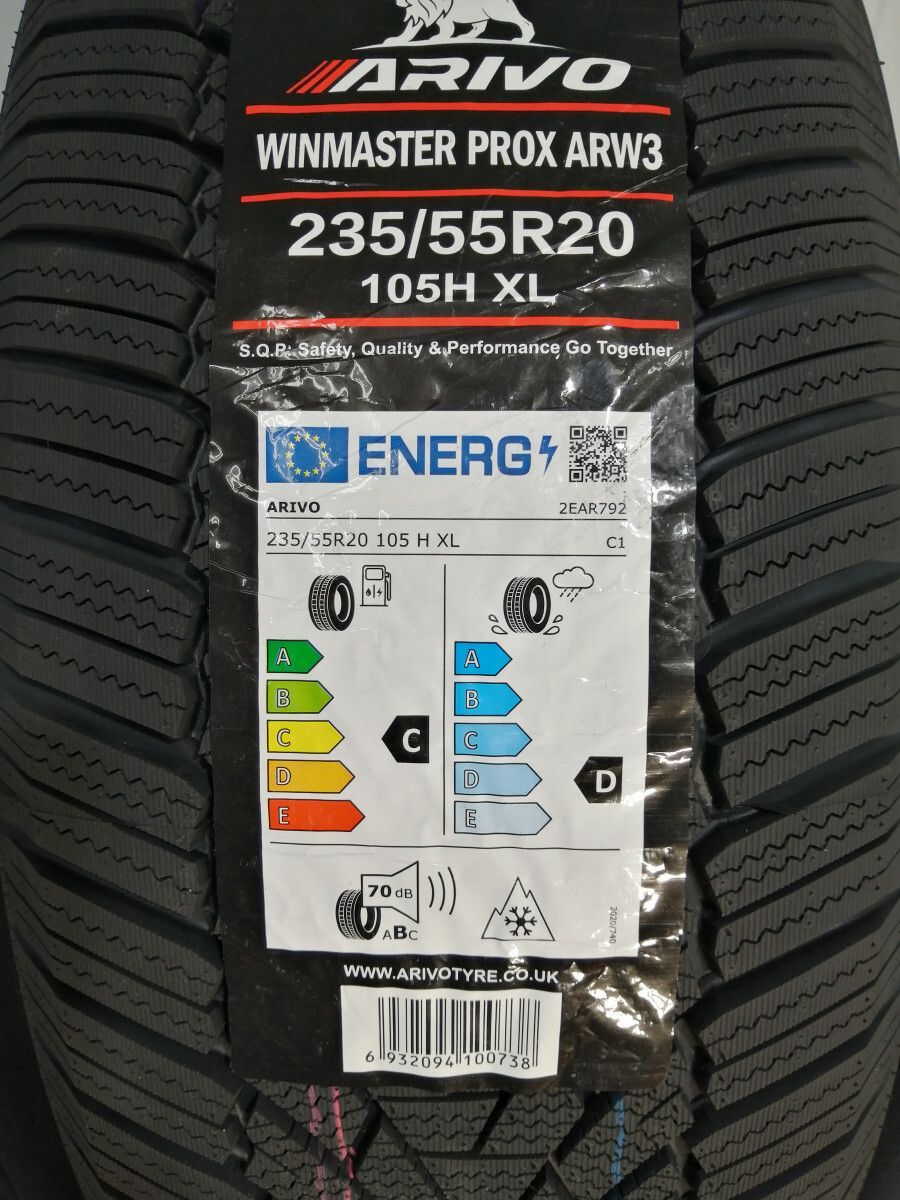 ARIVO
WINMASTER PROX ARW3
235/55R20
105H XL
S.Q.P: Safety, Quality & Performance Go Together
ENERG
ARIVO 2EAR792
235/55R20 105 H XL C1
A A
B B
C C C
D D D
E E
70 dB
ABC
2020/740
WWW.ARIVOTYRE.CO.UK
6 932094 100738